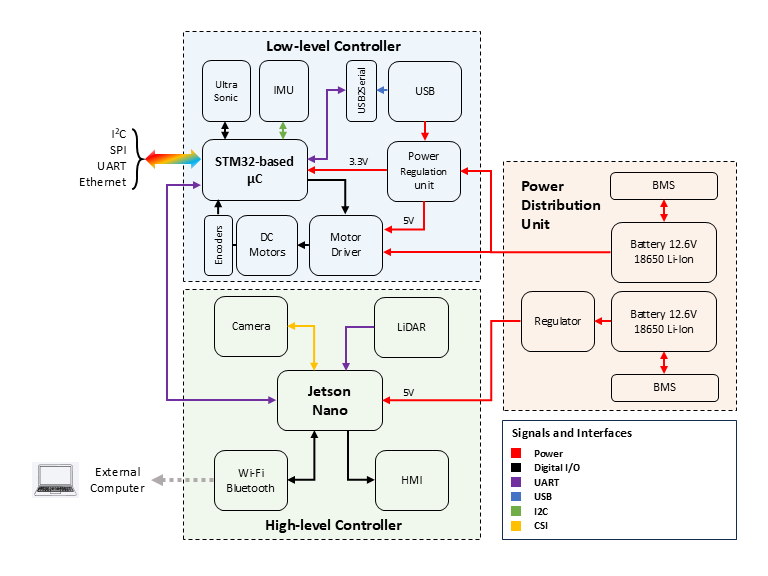 Low-level Controller
Ultra
Sonic
IMU
USB2Serial
USB
I²C
SPI
UART
Ethernet
STM32-based
µC
3.3V
Power
Regulation
unit
5V
Encoders
DC
Motors
Motor
Driver
Power
Distribution
Unit
BMS
Battery 12.6V
18650 Li-Ion
Regulator
Battery 12.6V
18650 Li-Ion
BMS
Camera
LiDAR
Jetson
Nano
5V
External
Computer
Wi-Fi
Bluetooth
HMI
High-level Controller
Signals and Interfaces
Power
Digital I/O
UART
USB
I2C
CSI